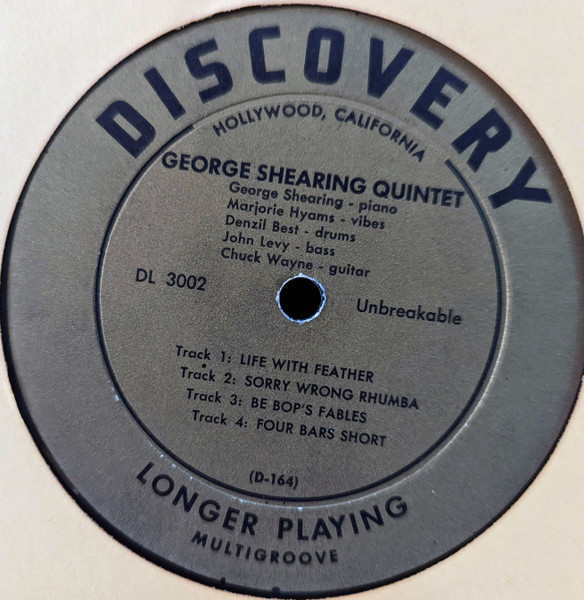 DISCOVERY
HOLLYWOOD, CALIFORNIA
GEORGE SHEARING QUINTET
George Shearing - piano
Marjorie Hyams - vibes
Denzil Best - drums
John Levy - bass
Chuck Wayne - guitar
DL 3002
Unbreakable
Track 1: LIFE WITH FEATHER
Track 2: SORRY WRONG RHUMBA
Track 3: BE BOP'S FABLES
Track 4: FOUR BARS SHORT
(D-164)
LONGER PLAYING
MULTIGROOVE